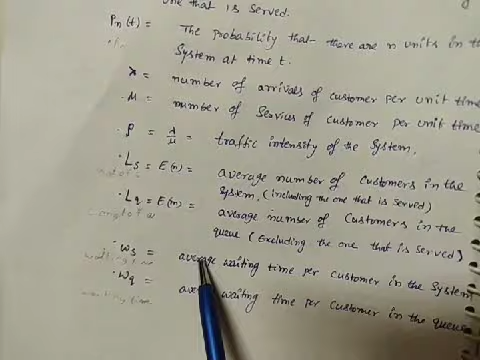 one that is served.
Pn(t) = The probability that there are n units in the
System at time t.
λ = number of arrivals of customer per unit time
μ = number of Servius of customer per unit time
ρ = λ/μ = traffic intensity of the System.
Ls = E(n) = average number of Customers in the
System. (including the one that is served)
Lq = E(n) = average number of Customers in the
queue (Excluding the one that is served)
Ws = average waiting time per customer in the System
Wq = waiting time per customer in the queue
waiting time